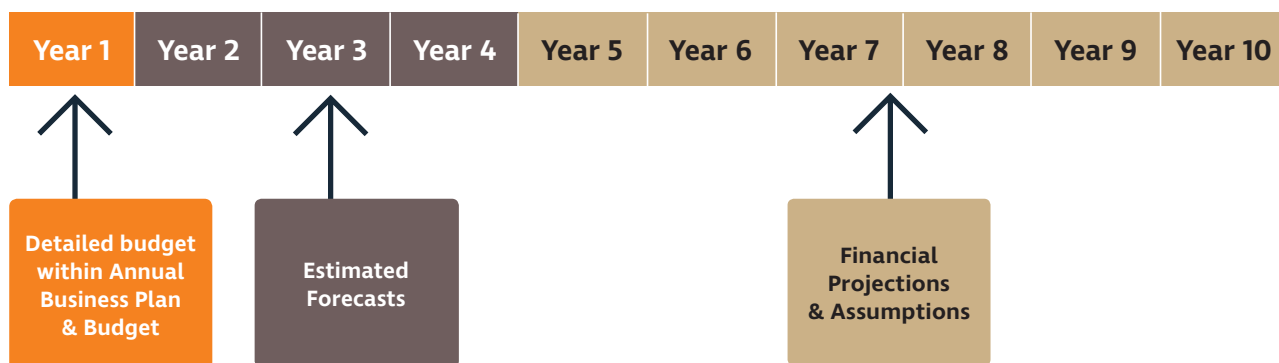 Year 1 Year 2 Year 3 Year 4 Year 5 Year 6 Year 7 Year 8 Year 9 Year 10
Detailed budget
within Annual
Business Plan
& Budget
Estimated
Forecasts
Financial
Projections
& Assumptions